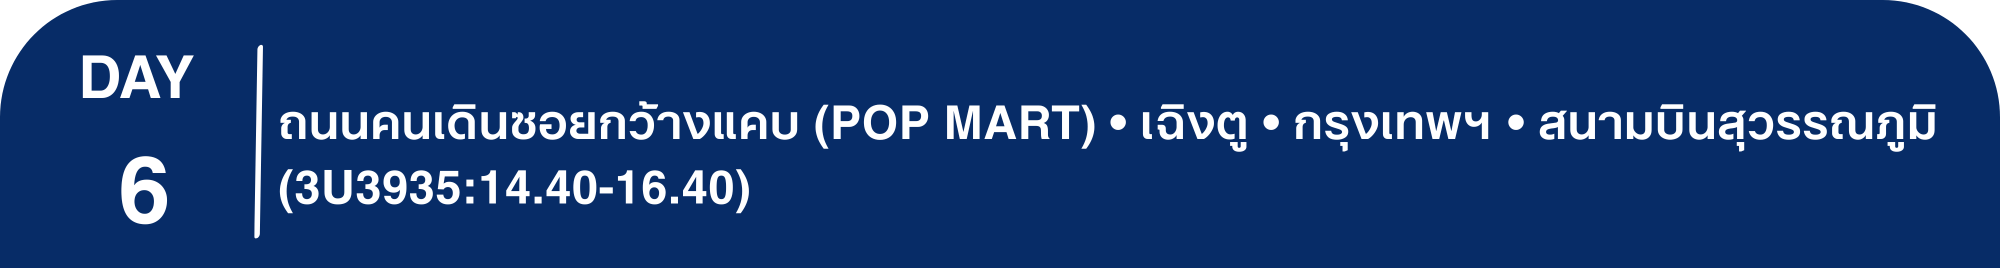 DAY
6
ถนนคนเดินซอยกว้างแคบ (POP MART) • เฉิงตู • กรุงเทพฯ • สนามบินสุวรรณภูมิ
(3U3935:14.40-16.40)